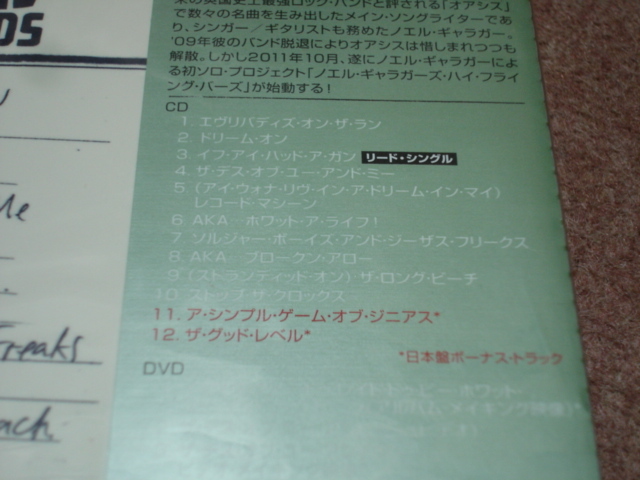 DS
末の英国史上最強ロック・バンドと評される「オアシス」
で数々の名曲を生み出したメイン・ソングライターであ
り、シンガー/ギタリストも務めたノエル・ギャラガー。
'09年彼のバンド脱退によりオアシスは惜しまれつつも
解散。しかし2011年10月、遂にノエル・ギャラガーによ
る初ソロ・プロジェクト「ノエル・ギャラガーズ・ハイ・フライ
ング・バーズ」が始動する!
CD
1. エヴリバディズ・オン・ザ・ラン
2. ドリーム・オン
3. イフ・アイ・ハッド・ア・ガン リード・シングル
4. ザ・デス・オブ・ユー・アンド・ミー
5. (アイ・ウォナ・リヴ・イン・ア・ドリーム・イン・マイ)
レコード・マシーン
6. AKA…ホワット・ア・ライフ!
7. ソルジャー・ボーイズ・アンド・ジーザス・フリークス
8. AKA…ブロークン・アロー
9. (ストランディッド・オン) ザ・ロング・ビーチ
10. ストップ・ザ・クロックス
11. ア・シンプル・ゲーム・オブ・ジニアス*
12. ザ・グッド・レベル*
*日本盤ボーナス・トラック
DVD
Me
Freaks
each